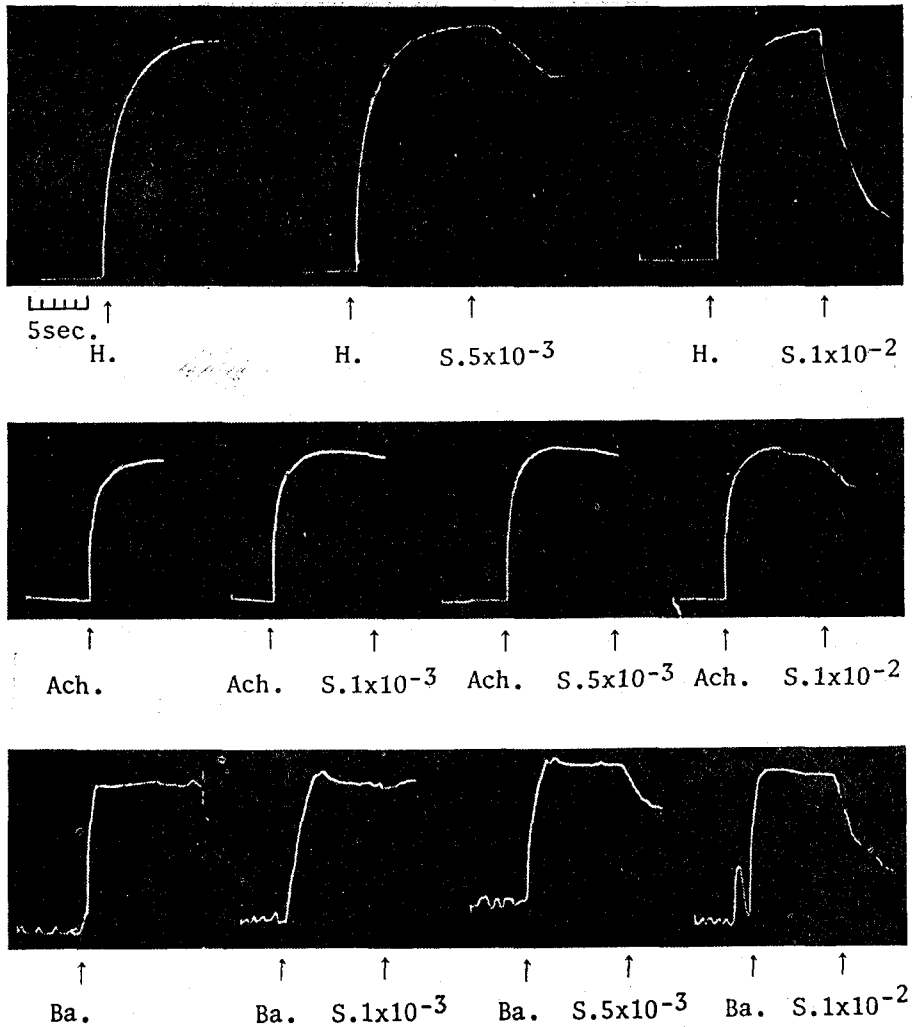 5sec.
H. H. S.5x10⁻³ H. S.1x10⁻²
Ach. Ach. S.1x10⁻³ Ach. S.5x10⁻³ Ach. S.1x10⁻²
Ba. Ba. S.1x10⁻³ Ba. S.5x10⁻³ Ba. S.1x10⁻²